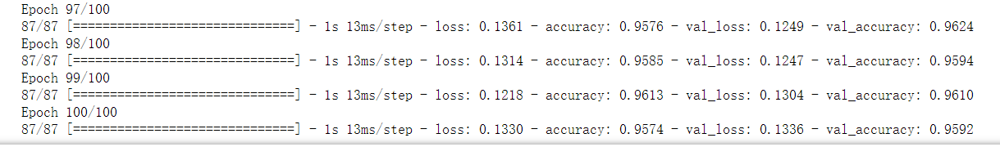 Epoch 97/100
87/87 [==============================] - 1s 13ms/step - loss: 0.1361 - accuracy: 0.9576 - val_loss: 0.1249 - val_accuracy: 0.9624
Epoch 98/100
87/87 [==============================] - 1s 13ms/step - loss: 0.1314 - accuracy: 0.9585 - val_loss: 0.1247 - val_accuracy: 0.9594
Epoch 99/100
87/87 [==============================] - 1s 13ms/step - loss: 0.1218 - accuracy: 0.9613 - val_loss: 0.1304 - val_accuracy: 0.9610
Epoch 100/100
87/87 [==============================] - 1s 13ms/step - loss: 0.1330 - accuracy: 0.9574 - val_loss: 0.1336 - val_accuracy: 0.9592